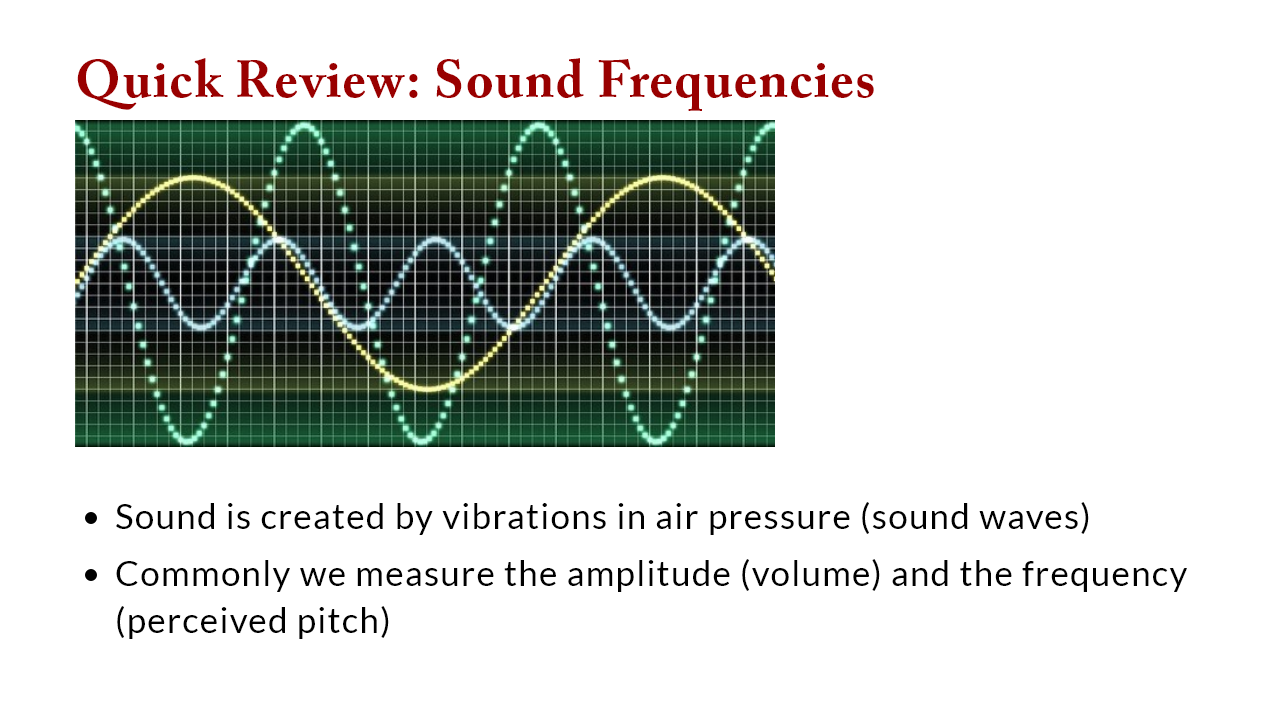 Quick Review: Sound Frequencies
• Sound is created by vibrations in air pressure (sound waves)
• Commonly we measure the amplitude (volume) and the frequency
(perceived pitch)